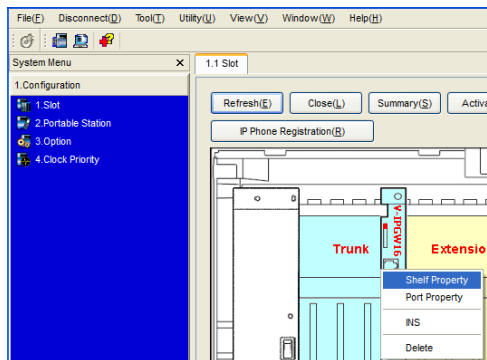 File(F) Disconnect(D) Tool(T) Utility(U) View(V) Window(W) Help(H)
System Menu
1.1 Slot
1.Configuration
1.Slot
2.Portable Station
3.Option
4.Clock Priority
Refresh(E) Close(L) Summary(S)
IP Phone Registration(R)
V-IPGW16
Trunk
Shelf Property
Port Property
INS
Delete